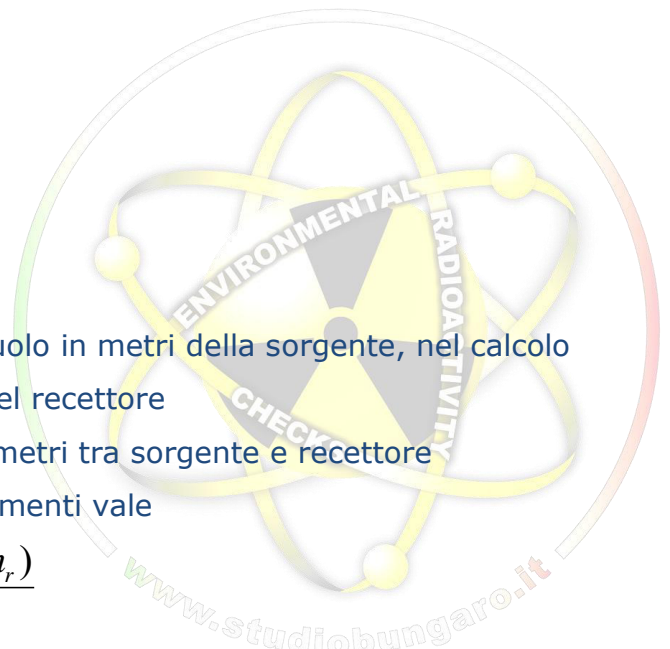 ENVIRONMENTAL RADIOACTIVITY CHECKS
uolo in metri della sorgente, nel calcolo
el recettore
metri tra sorgente e recettore
menti vale
r)
www.studiobungaro.it